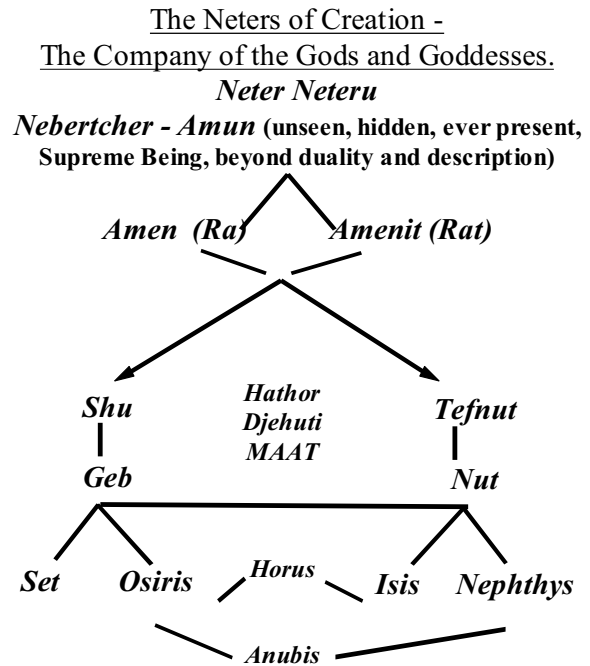 The Neters of Creation -
The Company of the Gods and Goddesses.
Neter Neteru
Nebertcher - Amun (unseen, hidden, ever present,
Supreme Being, beyond duality and description)
Amen (Ra) Amenit (Rat)
Shu Hathor Tefnut
Djehuti
MAAT
Geb Nut
Set Osiris Horus Isis Nephthys
Anubis